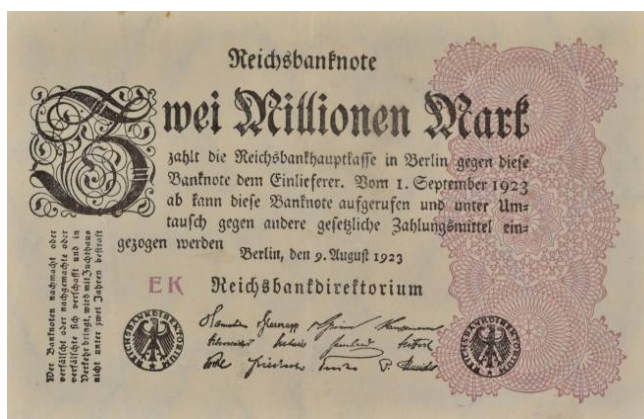 Reichsbanknote
Zwei Millionen Mark
zahlt die Reichsbankhauptkasse in Berlin gegen diese
Banknote dem Einlieferer. Vom 1. September 1923
ab kann diese Banknote aufgerufen und unter Um=
tausch gegen andere gesetzliche Zahlungsmittel ein=
gezogen werden
Berlin, den 9. August 1923
EK Reichsbankdirektorium
REICHSBANKDIREKTORIUM
REICHSBANKDIREKTORIUM
Wer Banknoten nachmacht oder
verfälscht oder nachgemachte oder
verfälschte sich verschafft und in
Verkehr bringt, wird mit Zuchthaus
nicht unter zwei Jahren bestraft